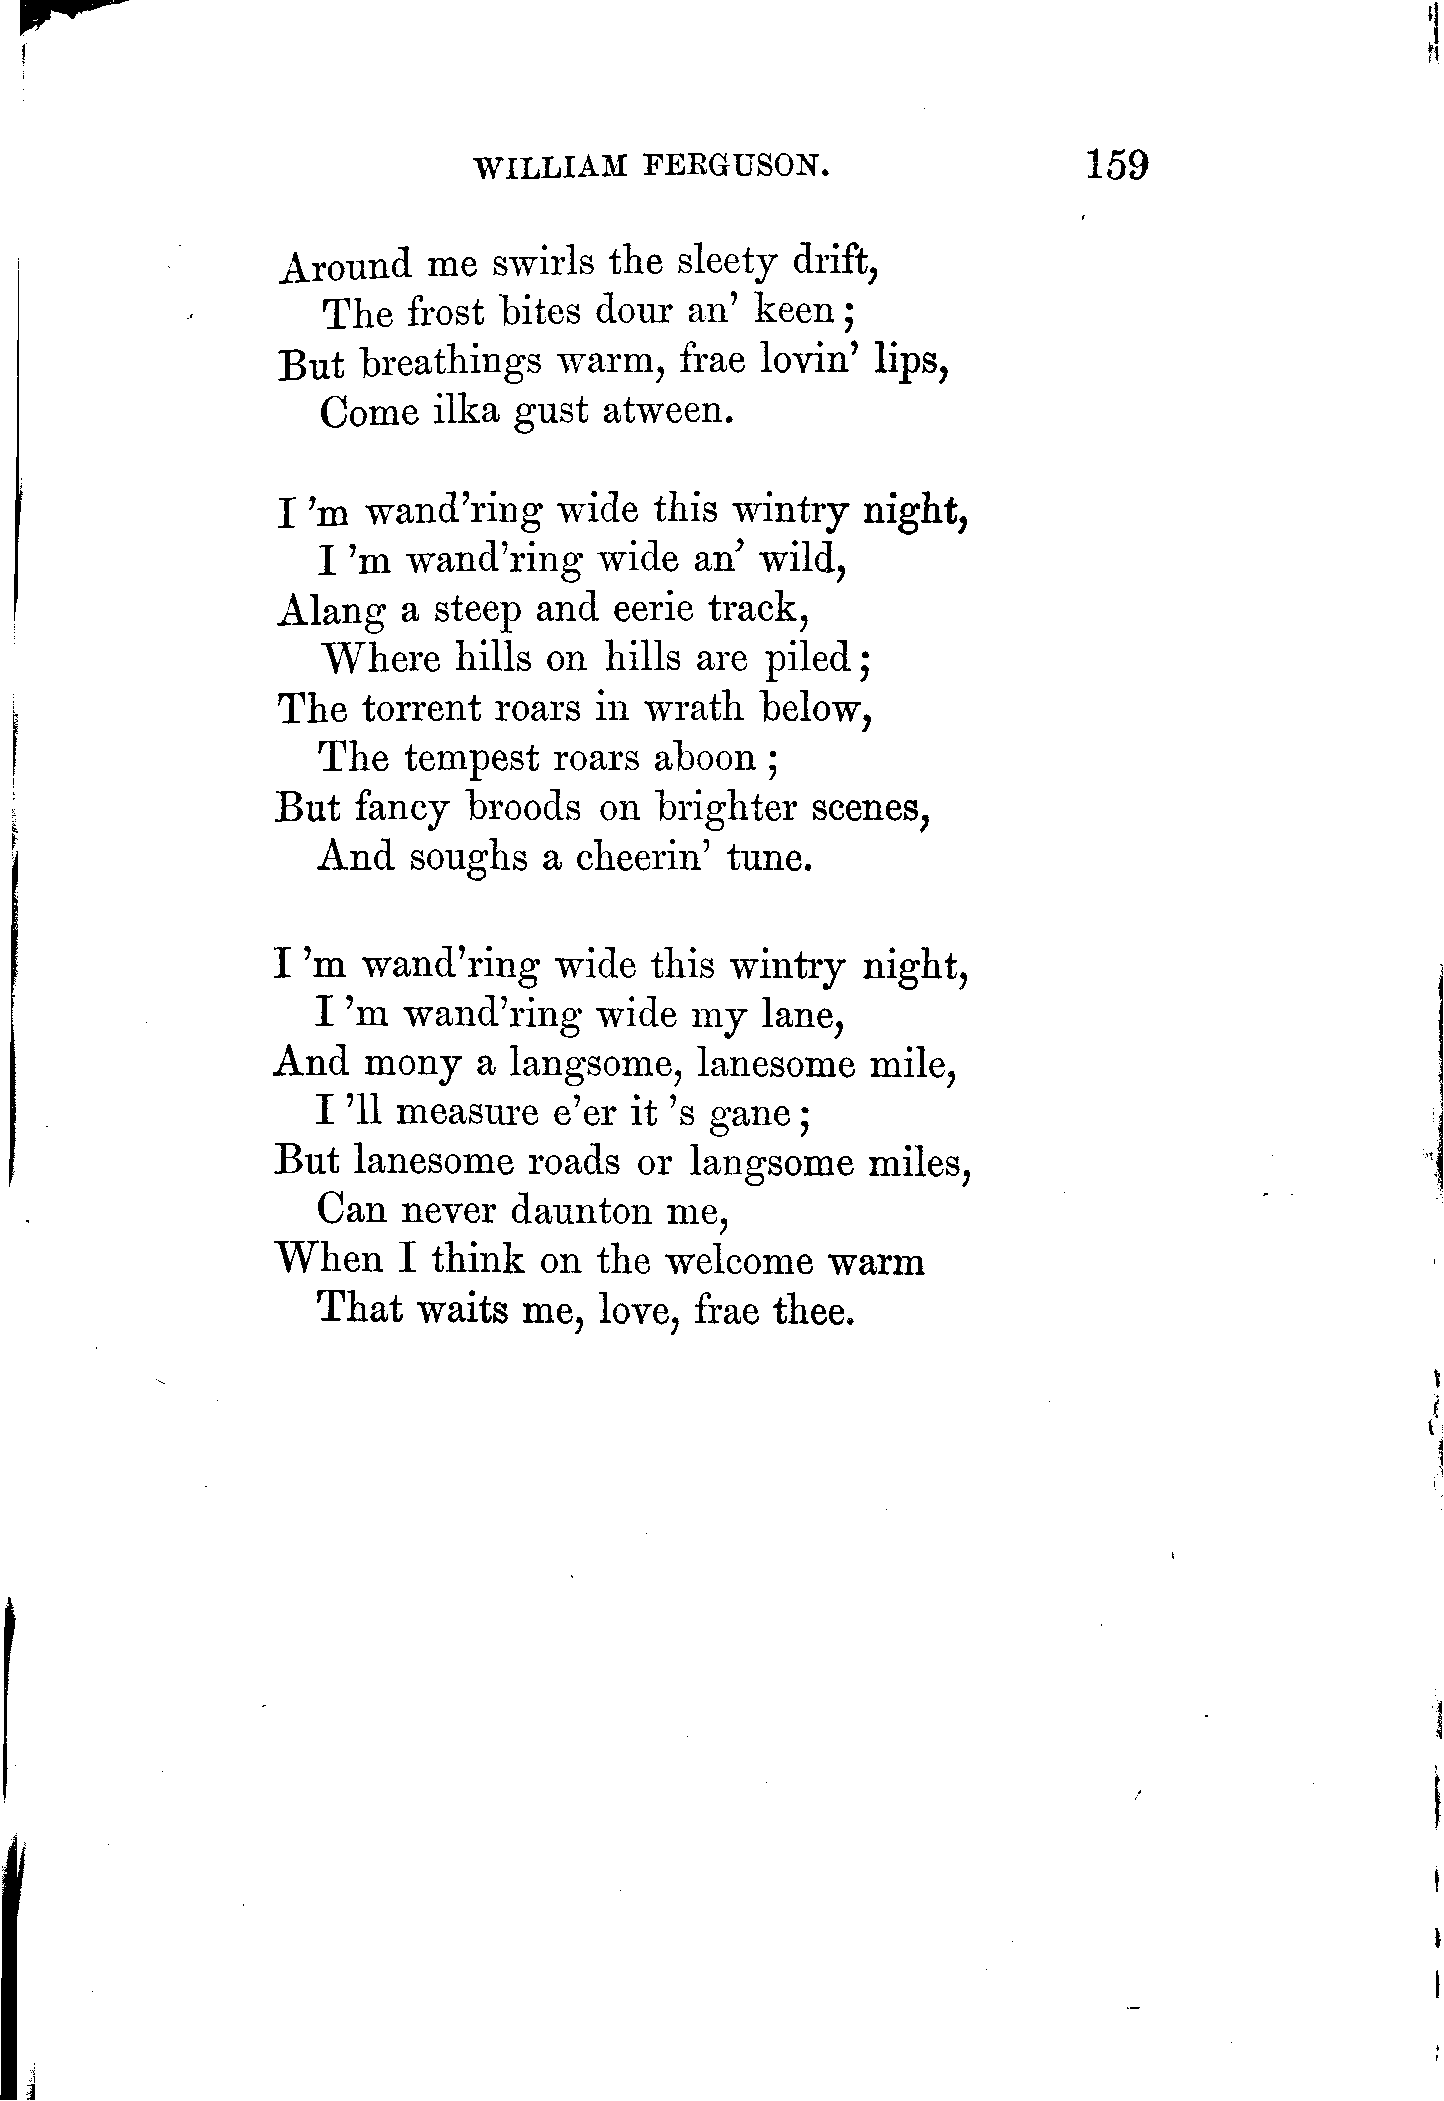 WILLIAM FERGUSON. 159
Around me swirls the sleety drift,
The frost bites dour an' keen;
But breathings warm, frae lovin' lips,
Come ilka gust atween.
I 'm wand'ring wide this wintry night,
I 'm wand'ring wide an' wild,
Alang a steep and eerie track,
Where hills on hills are piled;
The torrent roars in wrath below,
The tempest roars aboon;
But fancy broods on brighter scenes,
And soughs a cheerin' tune.
I 'm wand'ring wide this wintry night,
I 'm wand'ring wide my lane,
And mony a langsome, lanesome mile,
I 'll measure e'er it 's gane;
But lanesome roads or langsome miles,
Can never daunton me,
When I think on the welcome warm
That waits me, love, frae thee.